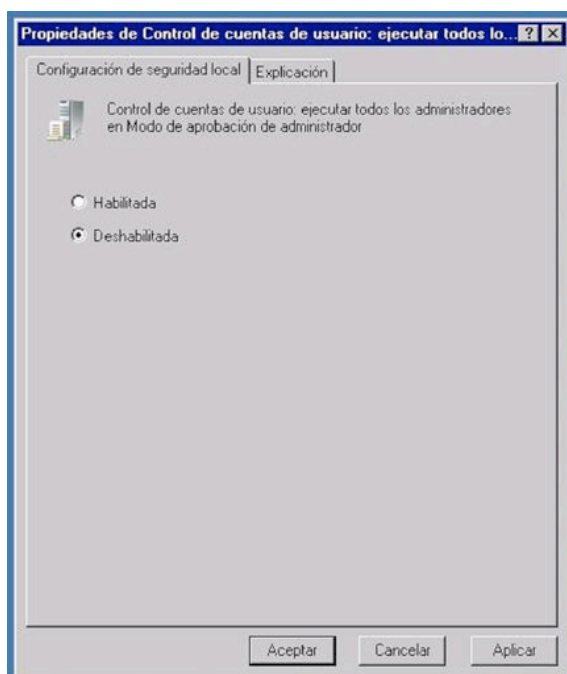 Propiedades de Control de cuentas de usuario: ejecutar todos lo... ? X
Configuración de seguridad local Explicación
Control de cuentas de usuario: ejecutar todos los administradores
en Modo de aprobación de administrador
Habilitada
Deshabilitada
Aceptar Cancelar Aplicar